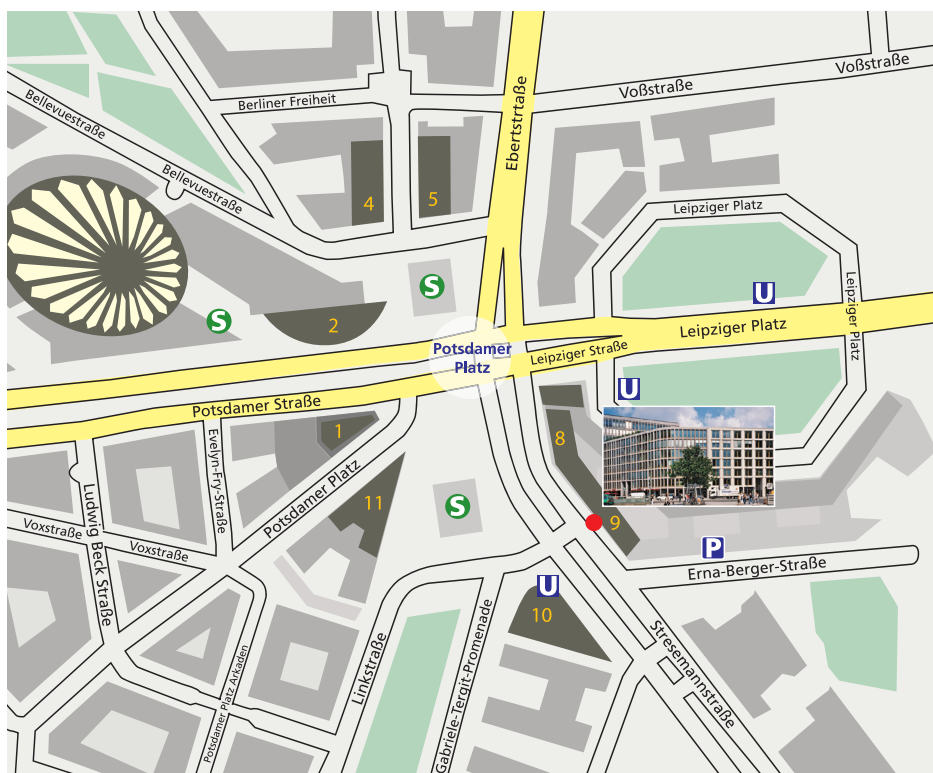 Voßstraße
Voßstraße
Berliner Freiheit
Ebertstrtaße
Bellevuestraße
Bellevuestraße
4
5
Leipziger Platz
Leipziger Platz
S
U
S
2
Potsdamer
Platz
Leipziger Straße
Leipziger Platz
U
Potsdamer Straße
1
8
Evelyn-Fry-Straße
Potsdamer Platz
11
S
9
Ludwig Beck Straße
Voxstraße
Voxstraße
P
Erna-Berger-Straße
U
10
Linkstraße
Gabriele-Tergit-Promenade
Stresemannstraße
Potsdamer Platz Arkaden